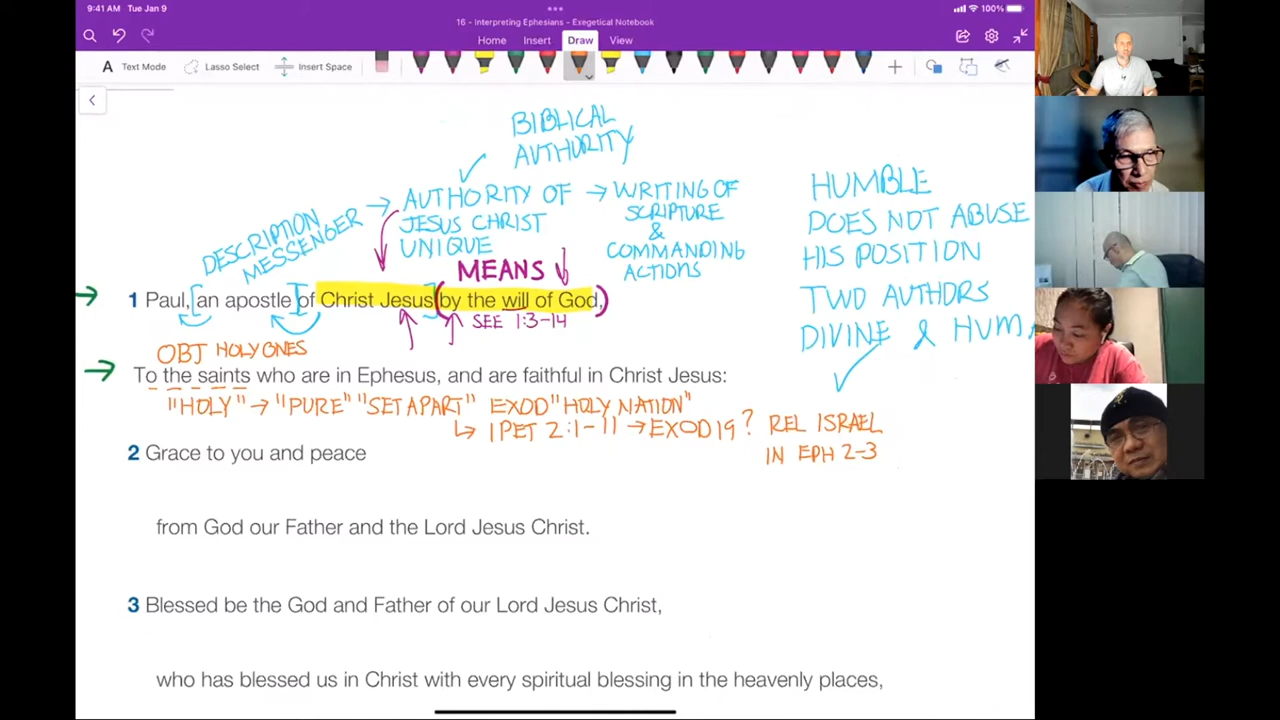 9:41 AM Tue Jan 9
100%
16 - Interpreting Ephesians - Exegetical Notebook
Home Insert Draw View
Text Mode Lasso Select Insert Space
BIBLICAL
AUTHORITY
DESCRIPTION
MESSENGER
AUTHORITY OF
JESUS CHRIST
UNIQUE
WRITING OF
SCRIPTURE
&
COMMANDING
ACTIONS
HUMBLE
DOES NOT ABUSE
HIS POSITION
TWO AUTHORS
DIVINE & HUM
MEANS
1 Paul, an apostle of Christ Jesus by the will of God,
SEE 1:3-14
OBJ HOLY ONES
To the saints who are in Ephesus, and are faithful in Christ Jesus:
"HOLY" → "PURE" "SET APART" EXOD "HOLY NATION"
1 PET 2:1-11 → EXOD 19?
REL ISRAEL
IN EPH 2-3
2 Grace to you and peace
from God our Father and the Lord Jesus Christ.
3 Blessed be the God and Father of our Lord Jesus Christ,
who has blessed us in Christ with every spiritual blessing in the heavenly places,